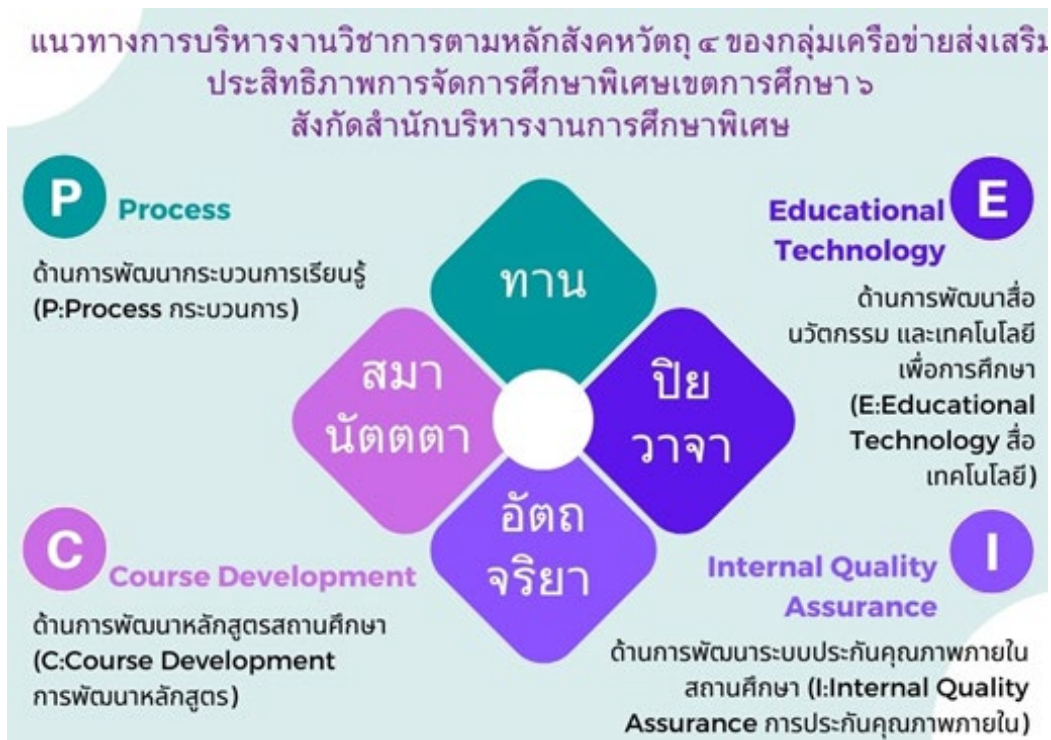 แนวทางการบริหารงานวิชาการตามหลักสังคหวัตถุ ๔ ของกลุ่มเครือข่ายส่งเสริม
ประสิทธิภาพการจัดการศึกษาพิเศษเขตการศึกษา ๖
สังกัดสำนักบริหารงานการศึกษาพิเศษ
P
Process
ด้านการพัฒนากระบวนการเรียนรู้
(P:Process กระบวนการ)
E
Educational
Technology
ด้านการพัฒนาสื่อ
นวัตกรรม และเทคโนโลยี
เพื่อการศึกษา
(E:Educational
Technology สื่อ
เทคโนโลยี)
ทาน
สมา
นัตตตา
ปิย
วาจา
อัตถ
จริยา
C
Course Development
ด้านการพัฒนาหลักสูตรสถานศึกษา
(C:Course Development
การพัฒนาหลักสูตร)
I
Internal Quality
Assurance
ด้านการพัฒนาระบบประกันคุณภาพภายใน
สถานศึกษา (I:Internal Quality
Assurance การประกันคุณภาพภายใน)